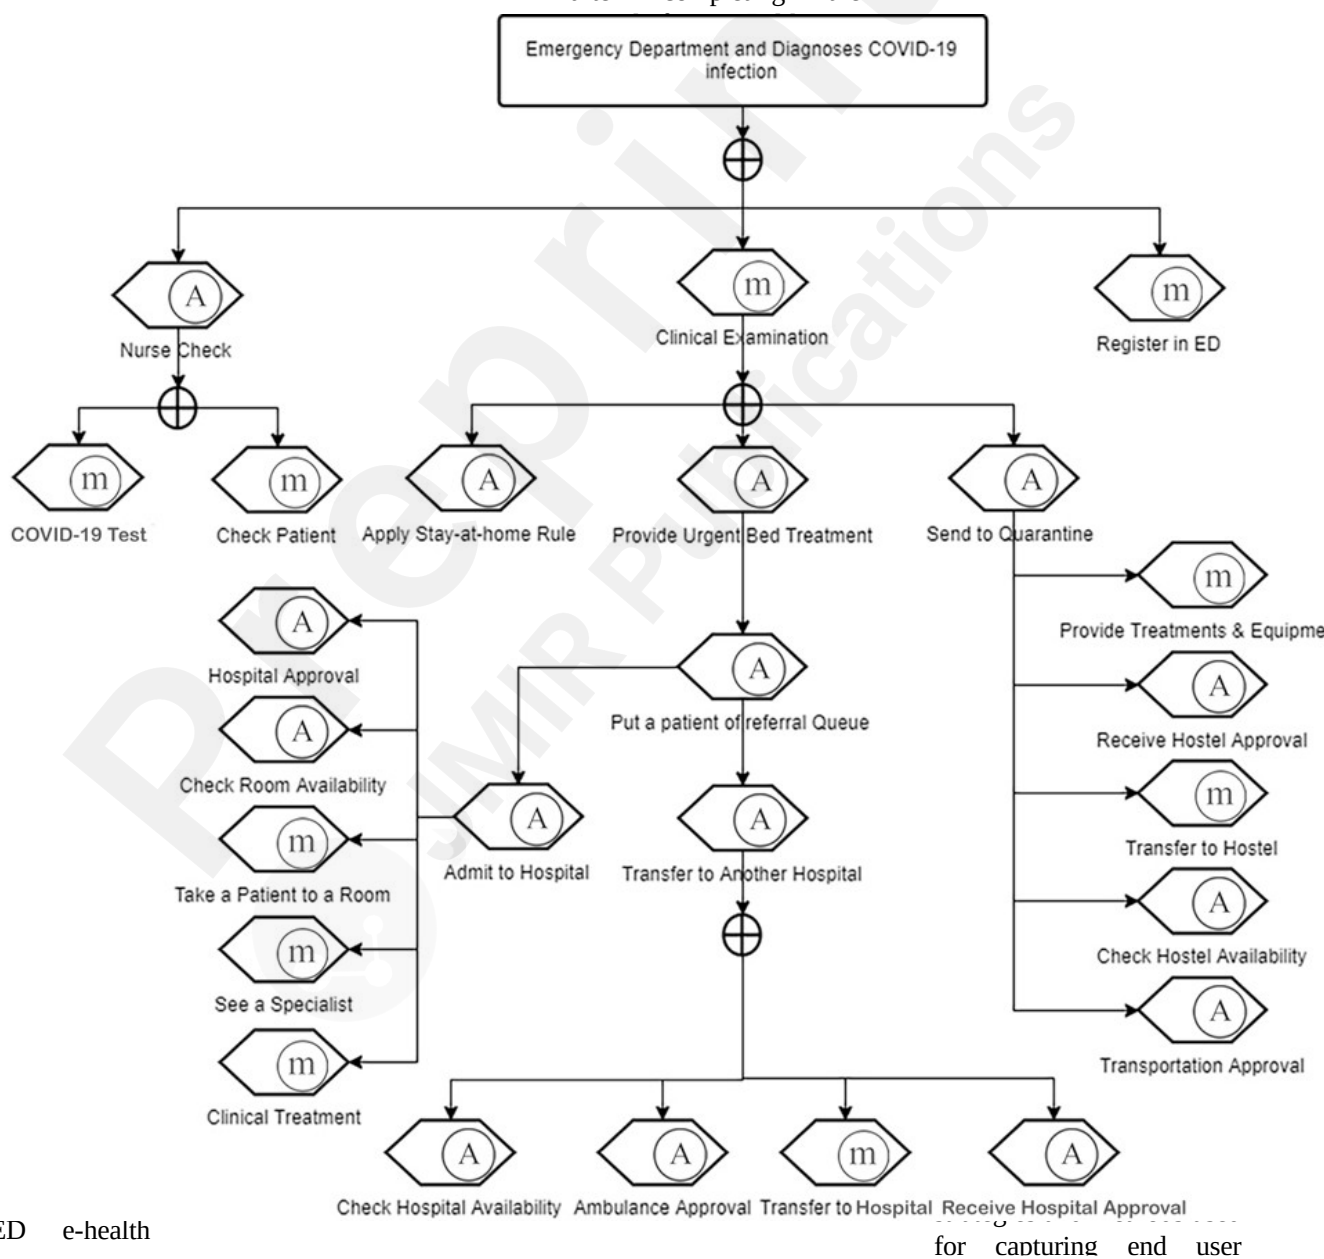 Emergency Department and Diagnoses COVID-19
infection
A
m
m
Nurse Check
Clinical Examination
Register in ED
m
m
A
A
A
COVID-19 Test
Check Patient
Apply Stay-at-home Rule
Provide Urgent Bed Treatment
Send to Quarantine
m
Provide Treatments & Equipme
A
Hospital Approval
A
Put a patient of referral Queue
A
Receive Hostel Approval
A
Check Room Availability
m
Transfer to Hostel
m
Take a Patient to a Room
A
Admit to Hospital
A
Transfer to Another Hospital
A
Check Hostel Availability
m
See a Specialist
A
Transportation Approval
m
Clinical Treatment
A
A
m
A
Check Hospital Availability
Ambulance Approval
Transfer to Hospital
Receive Hospital Approval
ED e-health
for capturing end user
Preprint
JMIR Publications